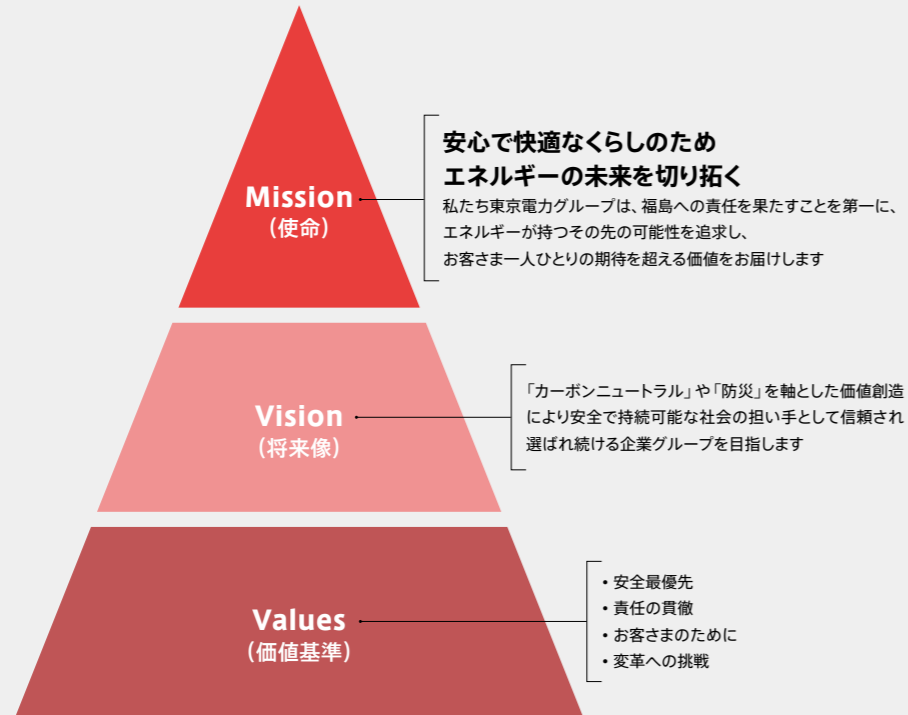 Mission
(使命)
安心で快適なくらしのため
エネルギーの未来を切り拓く
私たち東京電力グループは、福島への責任を果たすことを第一に、
エネルギーが持つその先の可能性を追求し、
お客さま一人ひとりの期待を超える価値をお届けします
Vision
(将来像)
「カーボンニュートラル」や「防災」を軸とした価値創造
により安全で持続可能な社会の担い手として信頼され
選ばれ続ける企業グループを目指します
Values
(価値基準)
・安全最優先
・責任の貫徹
・お客さまのために
・変革への挑戦